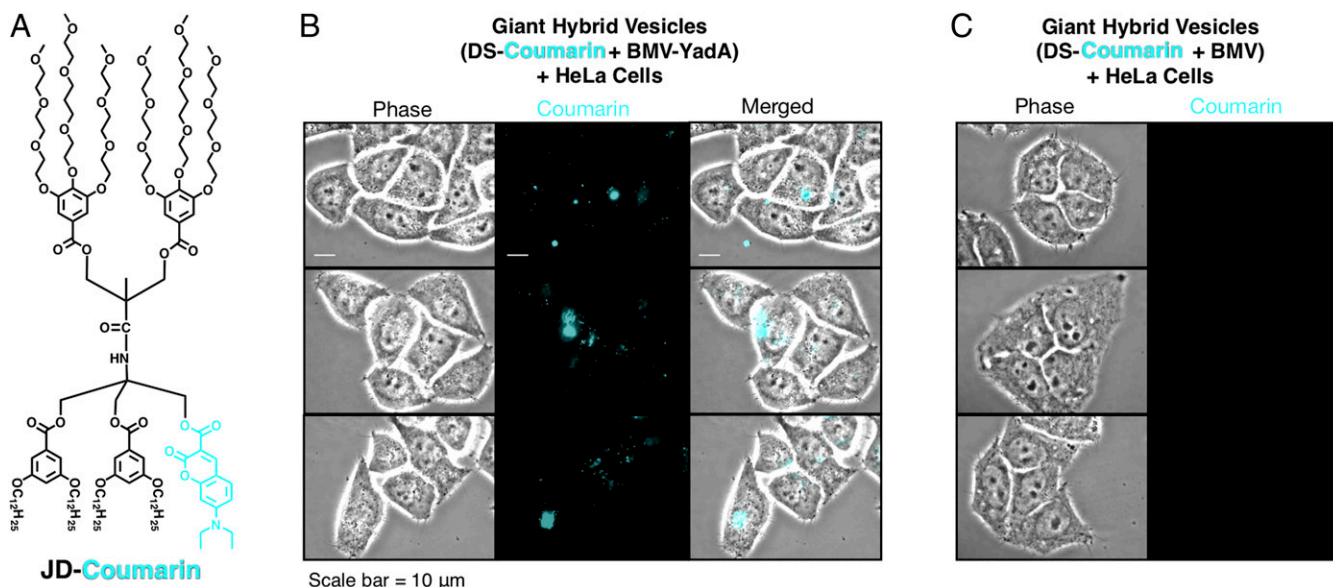 A
O O O O O O
O O O O O O
O O O O O O
O O O O O O
O O O O
O=C
HN
O O O O O O
O O
OC₁₂H₂₅ OC₁₂H₂₅ OC₁₂H₂₅ OC₁₂H₂₅
N
JD-Coumarin
B
Giant Hybrid Vesicles
(DS-Coumarin + BMV-YadA)
+ HeLa Cells
Phase Coumarin Merged
Scale bar = 10 μm
C
Giant Hybrid Vesicles
(DS-Coumarin + BMV)
+ HeLa Cells
Phase Coumarin